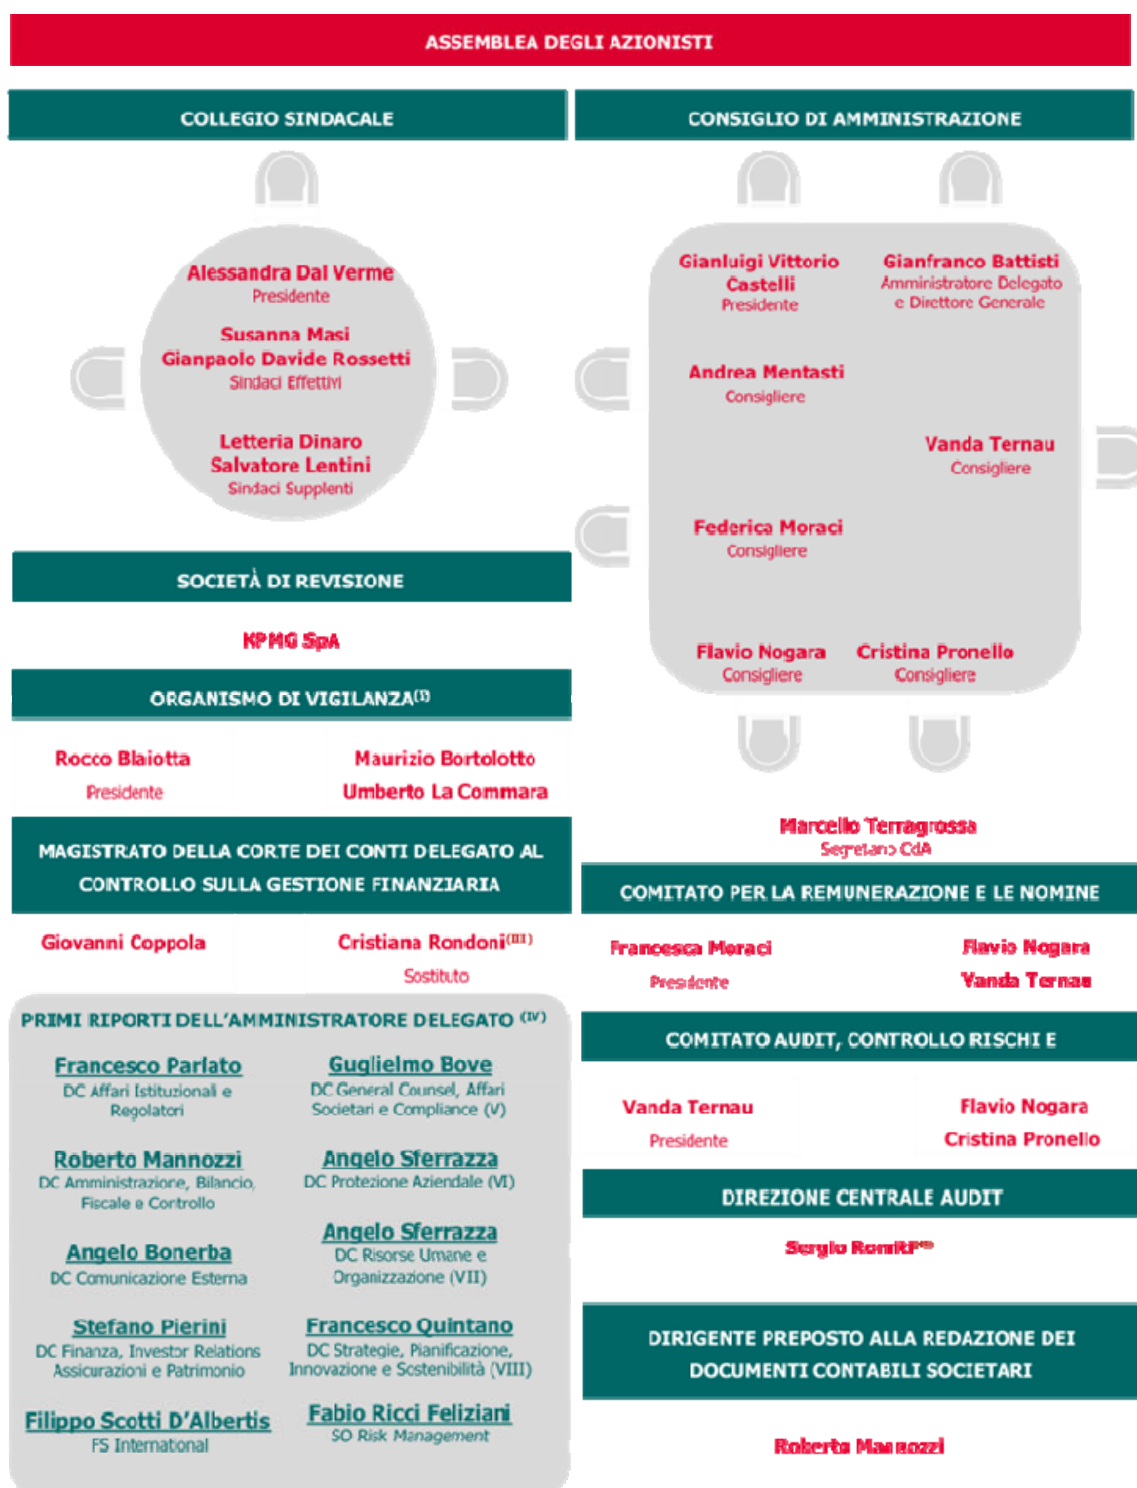 ASSEMBLEA DEGLI AZIONISTI
COLLEGIO SINDACALE
Alessandra Dal Verme
Presidente
Susanna Masi
Gianpaolo Davide Rossetti
Sindaci Effettivi
Letteria Dinaro
Salvatore Lentini
Sindaci Supplenti
SOCIETÀ DI REVISIONE
KPMG SpA
ORGANISMO DI VIGILANZA(I)
Rocco Blaiotta
Presidente
Maurizio Bortolotto
Umberto La Commara
MAGISTRATO DELLA CORTE DEI CONTI DELEGATO AL
CONTROLLO SULLA GESTIONE FINANZIARIA
Giovanni Coppola
Cristiana Rondoni(III)
Sostituto
PRIMI RIPORTI DELL'AMMINISTRATORE DELEGATO (IV)
Francesco Parlato
DC Affari Istituzionali e
Regolatori
Guglielmo Bove
DC General Counsel, Affari
Societari e Compliance (V)
Roberto Mannozzi
DC Amministrazione, Bilancio,
Fiscale e Controllo
Angelo Sferrazza
DC Protezione Aziendale (VI)
Angelo Bonerba
DC Comunicazione Esterna
Angelo Sferrazza
DC Risorse Umane e
Organizzazione (VII)
Stefano Pierini
DC Finanza, Investor Relations
Assicurazioni e Patrimonio
Francesco Quintano
DC Strategie, Pianificazione,
Innovazione e Sostenibilità (VIII)
Filippo Scotti D'Albertis
FS International
Fabio Ricci Feliziani
SO Risk Management
CONSIGLIO DI AMMINISTRAZIONE
Gianluigi Vittorio
Castelli
Presidente
Gianfranco Battisti
Amministratore Delegato
e Direttore Generale
Andrea Mentasti
Consigliere
Vanda Ternau
Consigliere
Federica Moraci
Consigliere
Flavio Nogara
Consigliere
Cristina Pronello
Consigliere
Marcello Terragrossa
Segretario CdA
COMITATO PER LA REMUNERAZIONE E LE NOMINE
Francesca Moraci
Presidente
Flavio Nogara
Vanda Ternau
COMITATO AUDIT, CONTROLLO RISCHI E
Vanda Ternau
Presidente
Flavio Nogara
Cristina Pronello
DIREZIONE CENTRALE AUDIT
Sergio Romiti
DIRIGENTE PREPOSTO ALLA REDAZIONE DEI
DOCUMENTI CONTABILI SOCIETARI
Roberto Mannozzi